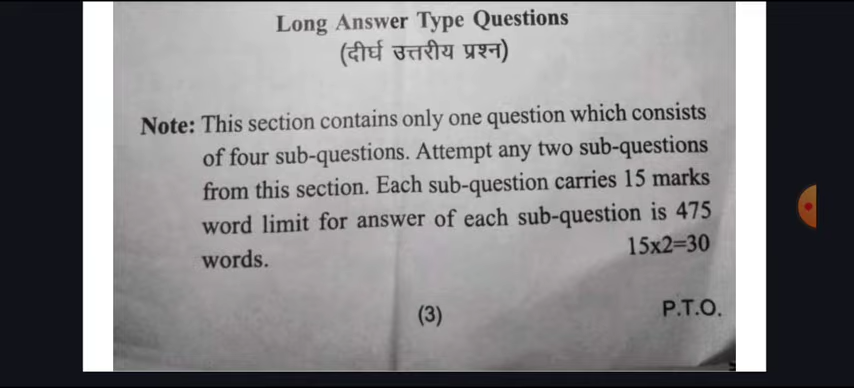 Long Answer Type Questions
(दीर्घ उत्तरीय प्रश्न)
Note: This section contains only one question which consists
of four sub-questions. Attempt any two sub-questions
from this section. Each sub-question carries 15 marks
word limit for answer of each sub-question is 475
words.
15x2=30
(3)
P.T.O.